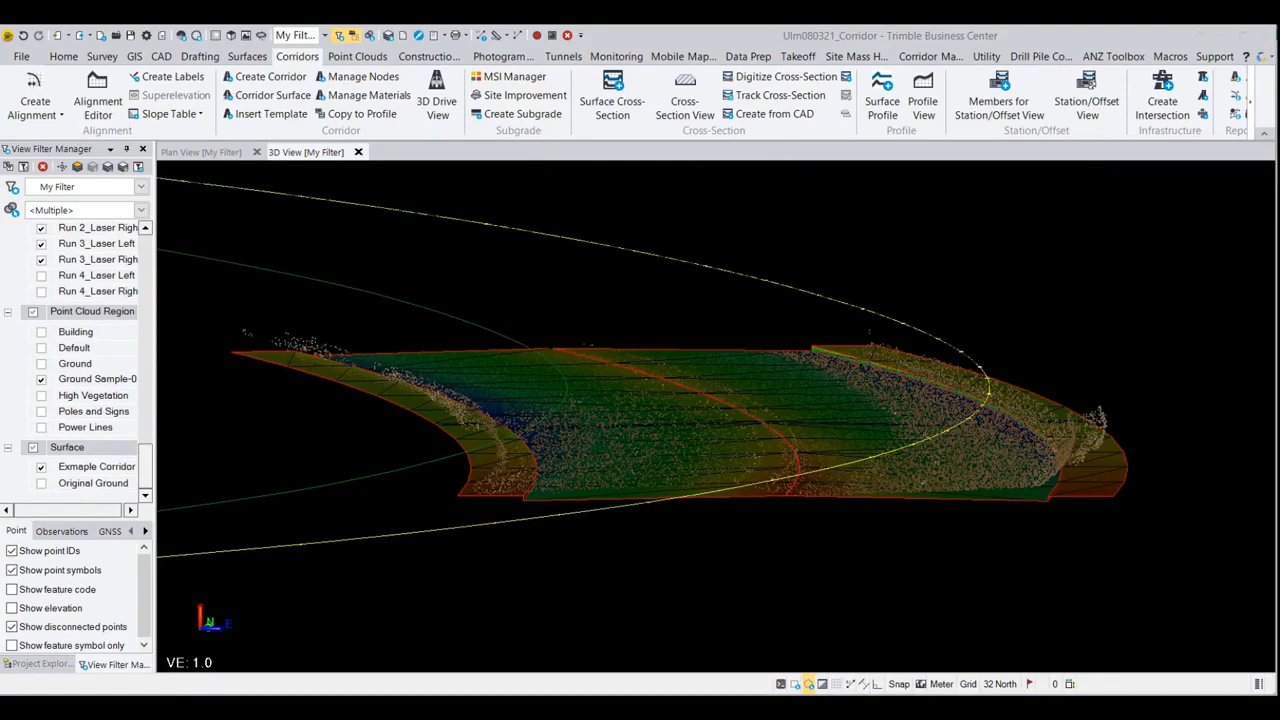 My Filt...
Ulm080321_Corridor - Trimble Business Center
File Home Survey GIS CAD Drafting Surfaces Corridors Point Clouds Constructio... Photogram... Tunnels Monitoring Mobile Map... Data Prep Takeoff Site Mass H... Corridor Ma... Utility Drill Pile Co... ANZ Toolbox Macros Support
Create Alignment
Alignment Editor
Create Labels
Superelevation
Slope Table
Alignment
Create Corridor
Corridor Surface
Insert Template
Manage Nodes
Manage Materials
Copy to Profile
3D Drive View
Corridor
MSI Manager
Site Improvement
Create Subgrade
Subgrade
Surface Cross-Section
Cross-Section View
Digitize Cross-Section
Track Cross-Section
Create from CAD
Cross-Section
Surface Profile
Profile View
Profile
Members for Station/Offset View
Station/Offset View
Station/Offset
Create Intersection
Infrastructure
Repo
View Filter Manager
Plan View [My Filter]
3D View [My Filter]
My Filter
<Multiple>
Run 2_Laser Righ
Run 3_Laser Left
Run 3_Laser Righ
Run 4_Laser Left
Run 4_Laser Righ
Point Cloud Region
Building
Default
Ground
Ground Sample-0
High Vegetation
Poles and Signs
Power Lines
Surface
Exmaple Corridor
Original Ground
Point Observations GNSS
Show point IDs
Show point symbols
Show feature code
Show elevation
Show disconnected points
Show feature symbol only
Project Explor...
View Filter Ma...
N
E
VE: 1.0
Snap Meter Grid 32 North 0